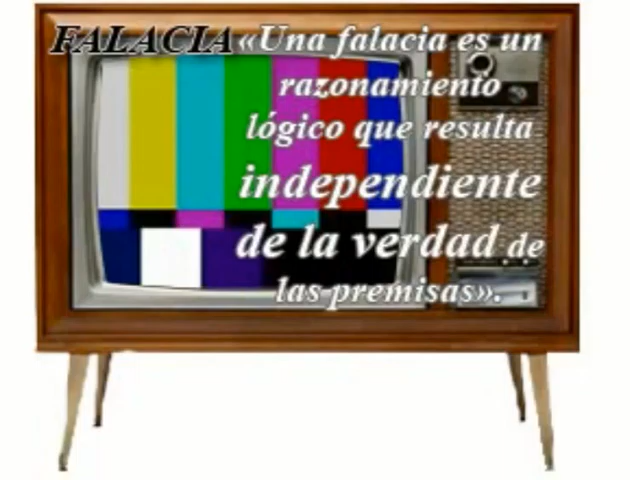 FALACIA «Una falacia es un
razonamiento
lógico que resulta
independiente
de la verdad de
las premisas».